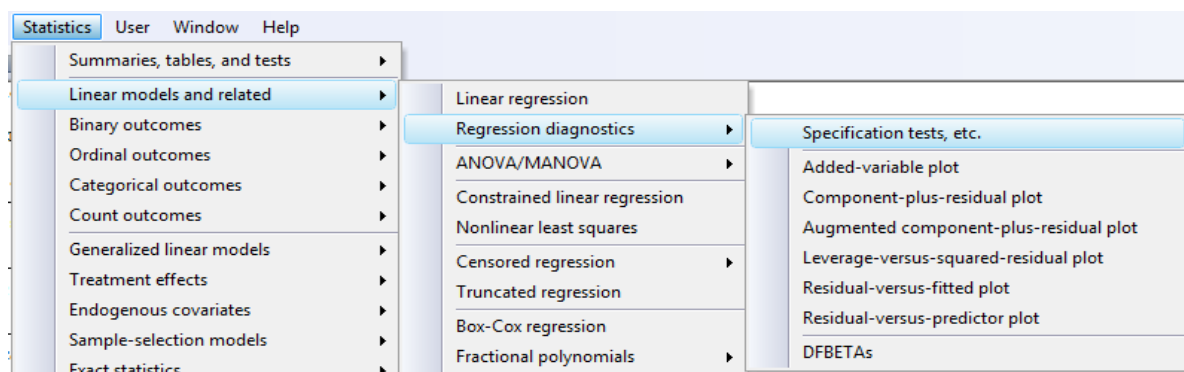 Statistics User Window Help
Summaries, tables, and tests
Linear models and related
Binary outcomes
Ordinal outcomes
Categorical outcomes
Count outcomes
Generalized linear models
Treatment effects
Endogenous covariates
Sample-selection models
Exact statistics
Linear regression
Regression diagnostics
ANOVA/MANOVA
Constrained linear regression
Nonlinear least squares
Censored regression
Truncated regression
Box-Cox regression
Fractional polynomials
Specification tests, etc.
Added-variable plot
Component-plus-residual plot
Augmented component-plus-residual plot
Leverage-versus-squared-residual plot
Residual-versus-fitted plot
Residual-versus-predictor plot
DFBETAs